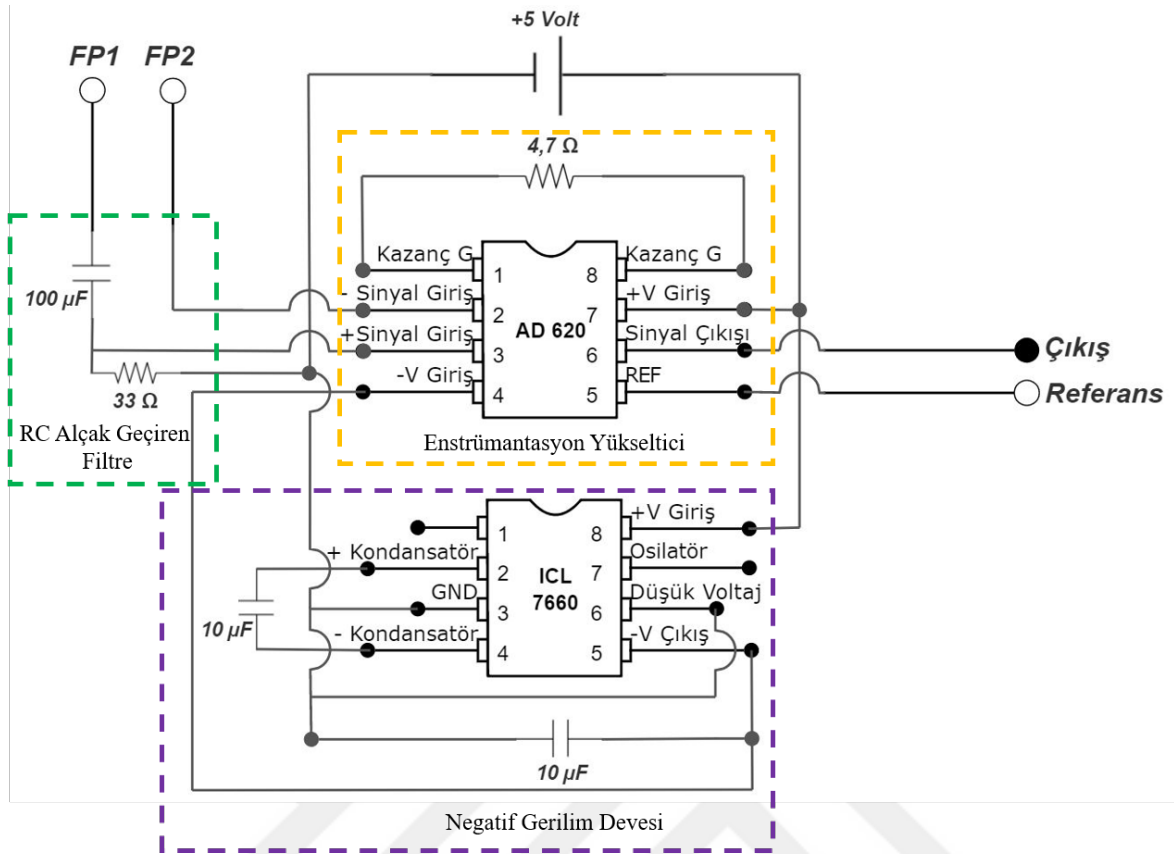 +5 Volt
FP1 FP2
4,7 Ω
Kazanç G
1
8
Kazanç G
- Sinyal Giriş
2
7
+V Giriş
AD 620
+Sinyal Giriş
3
6
Sinyal Çıkışı
-V Giriş
4
5
REF
100 µF
33 Ω
RC Alçak Geçiren
Filtre
Enstrümantasyon Yükseltici
Çıkış
Referans
1
8
+V Giriş
+ Kondansatör
2
7
Osilatör
ICL
7660
GND
3
6
Düşük Voltaj
- Kondansatör
4
5
-V Çıkış
10 µF
10 µF
Negatif Gerilim Devesi